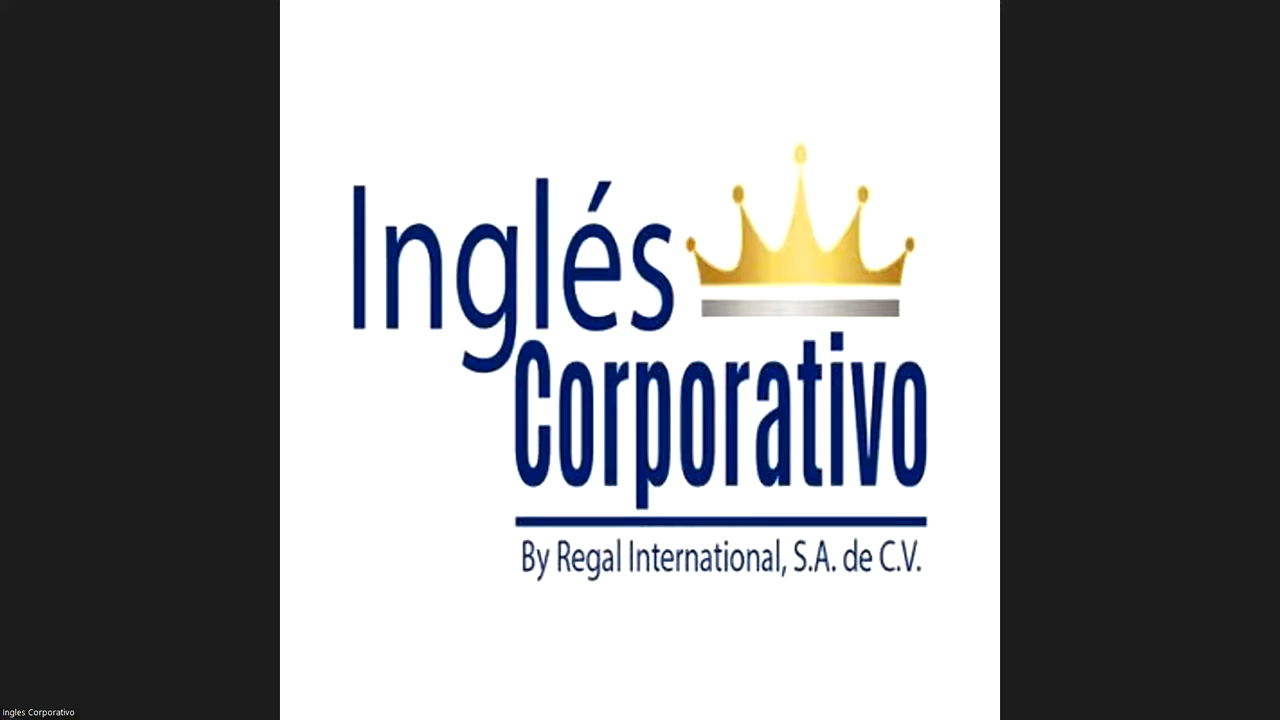 Inglés
Corporativo
By Regal International, S.A. de C.V.
Ingles Corporativo